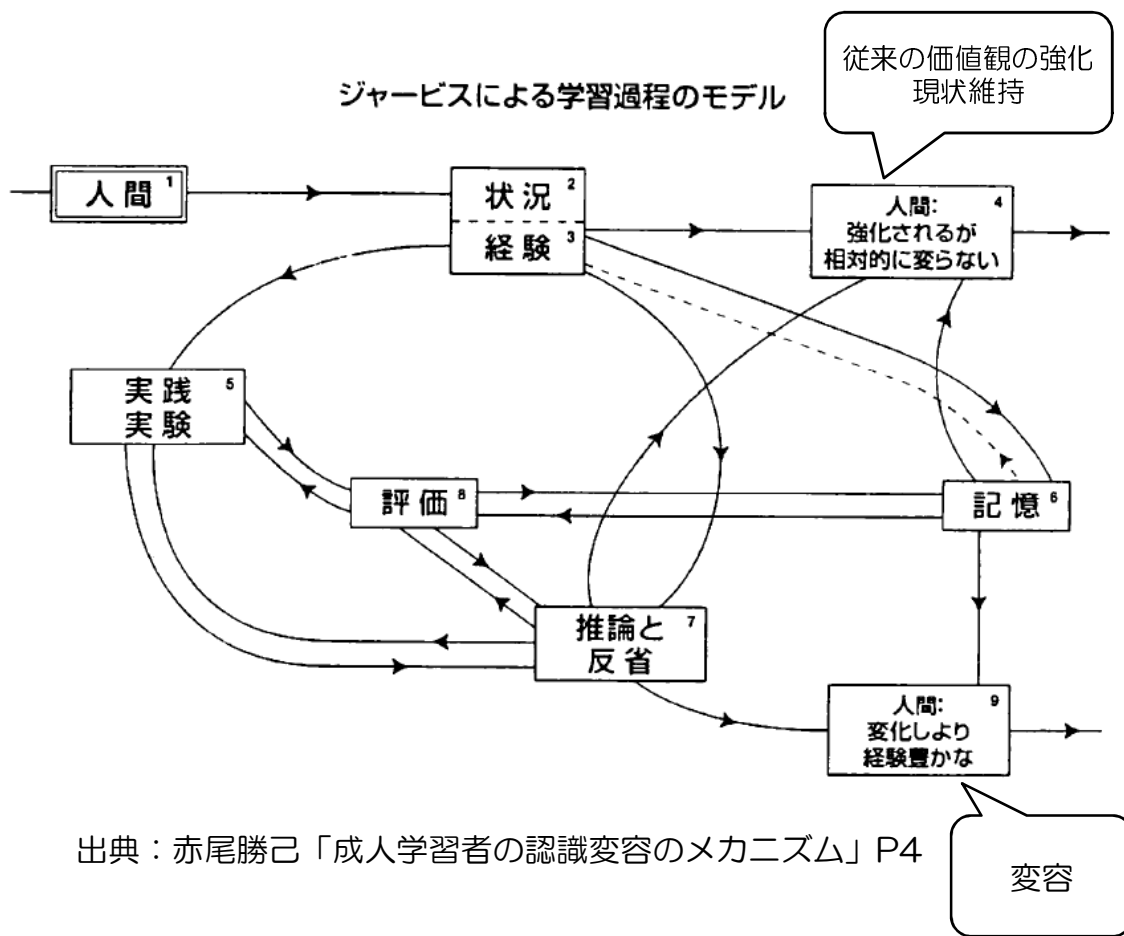 従来の価値観の強化
現状維持
ジャービスによる学習過程のモデル
人間 1
状況 2
経験 3
人間: 4
強化されるが
相対的に変らない
実践 5
実験
評価 8
記憶 6
推論と 7
反省
人間: 9
変化しより
経験豊かな
出典：赤尾勝己「成人学習者の認識変容のメカニズム」P4
変容